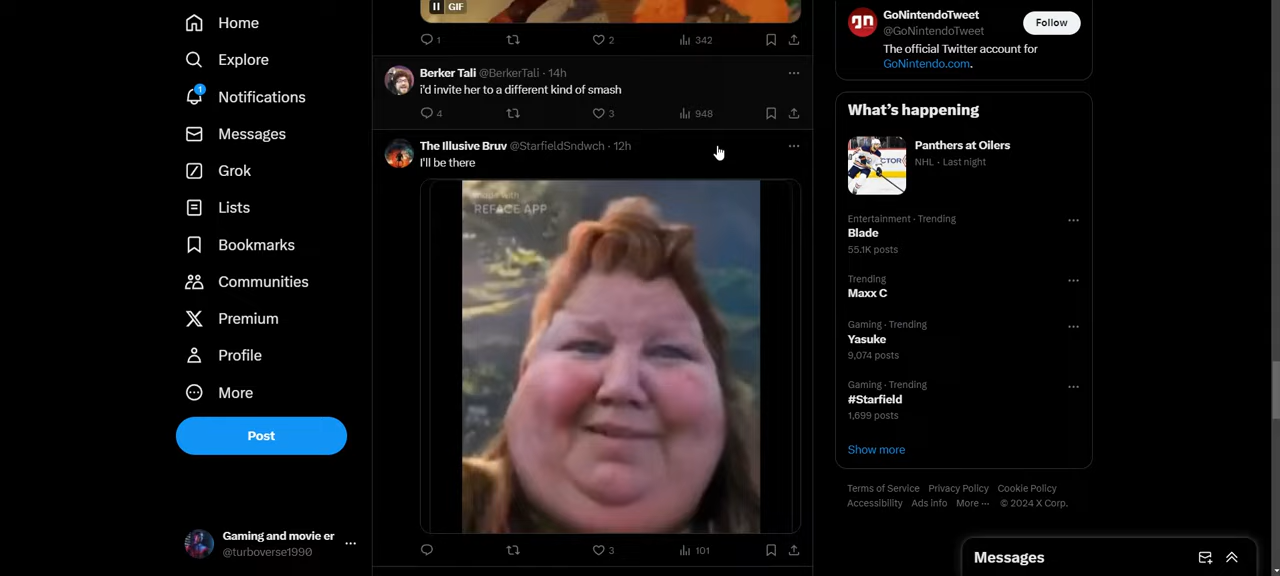 Home
Explore
1
Notifications
Messages
Grok
Lists
Bookmarks
Communities
Premium
Profile
More
Post
Gaming and movie er
@turboverse1990
GIF
1
2
342
Berker Tali @BerkerTali · 14h
i'd invite her to a different kind of smash
4
3
948
The Illusive Bruv @StarfieldSndwch · 12h
I'll be there
REFACE APP
3
101
GoNintendoTweet
@GoNintendoTweet
Follow
The official Twitter account for
GoNintendo.com.
What's happening
Panthers at Oilers
NHL · Last night
Entertainment · Trending
Blade
55.1K posts
Trending
Maxx C
Gaming · Trending
Yasuke
9,074 posts
Gaming · Trending
#Starfield
1,699 posts
Show more
Terms of Service Privacy Policy Cookie Policy
Accessibility Ads info More ··· © 2024 X Corp.
Messages